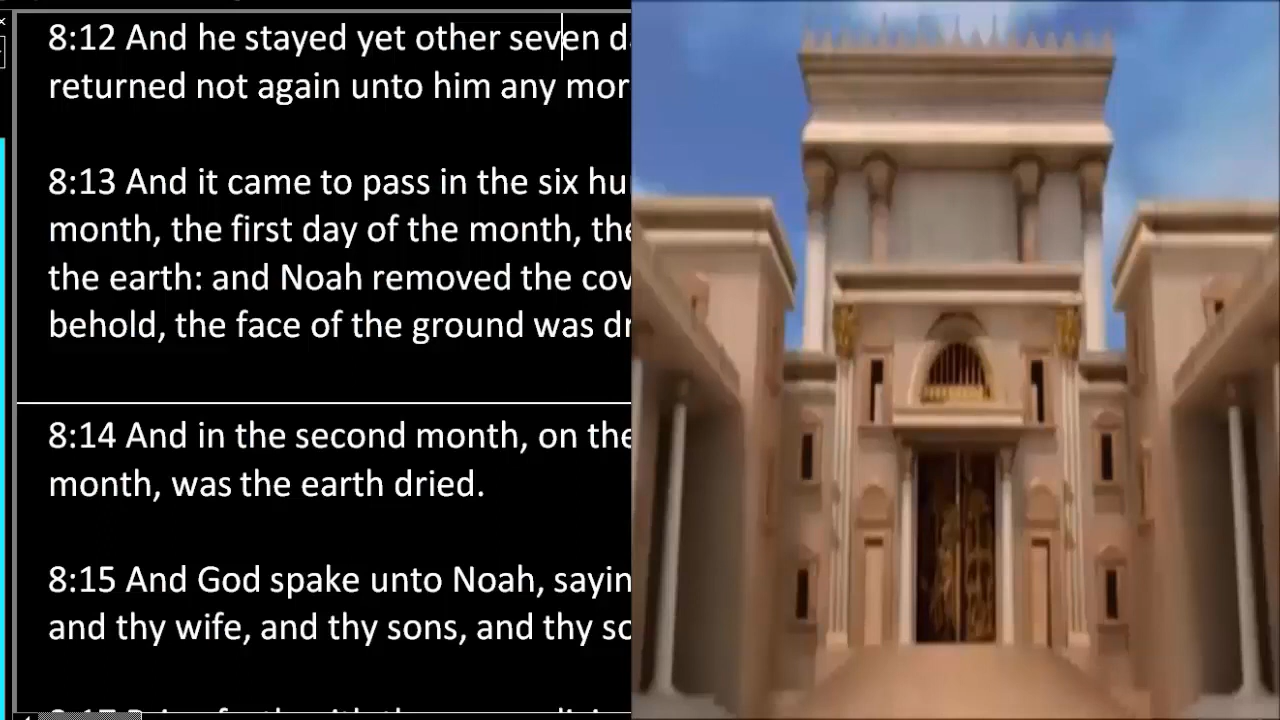 8:12 And he stayed yet other seven
returned not again unto him any
8:13 And it came to pass in the six
month, the first day of the month,
the earth: and Noah removed the
behold, the face of the ground was
8:14 And in the second month, on
month, was the earth dried.
8:15 And God spake unto Noah,
and thy wife, and thy sons, and thy